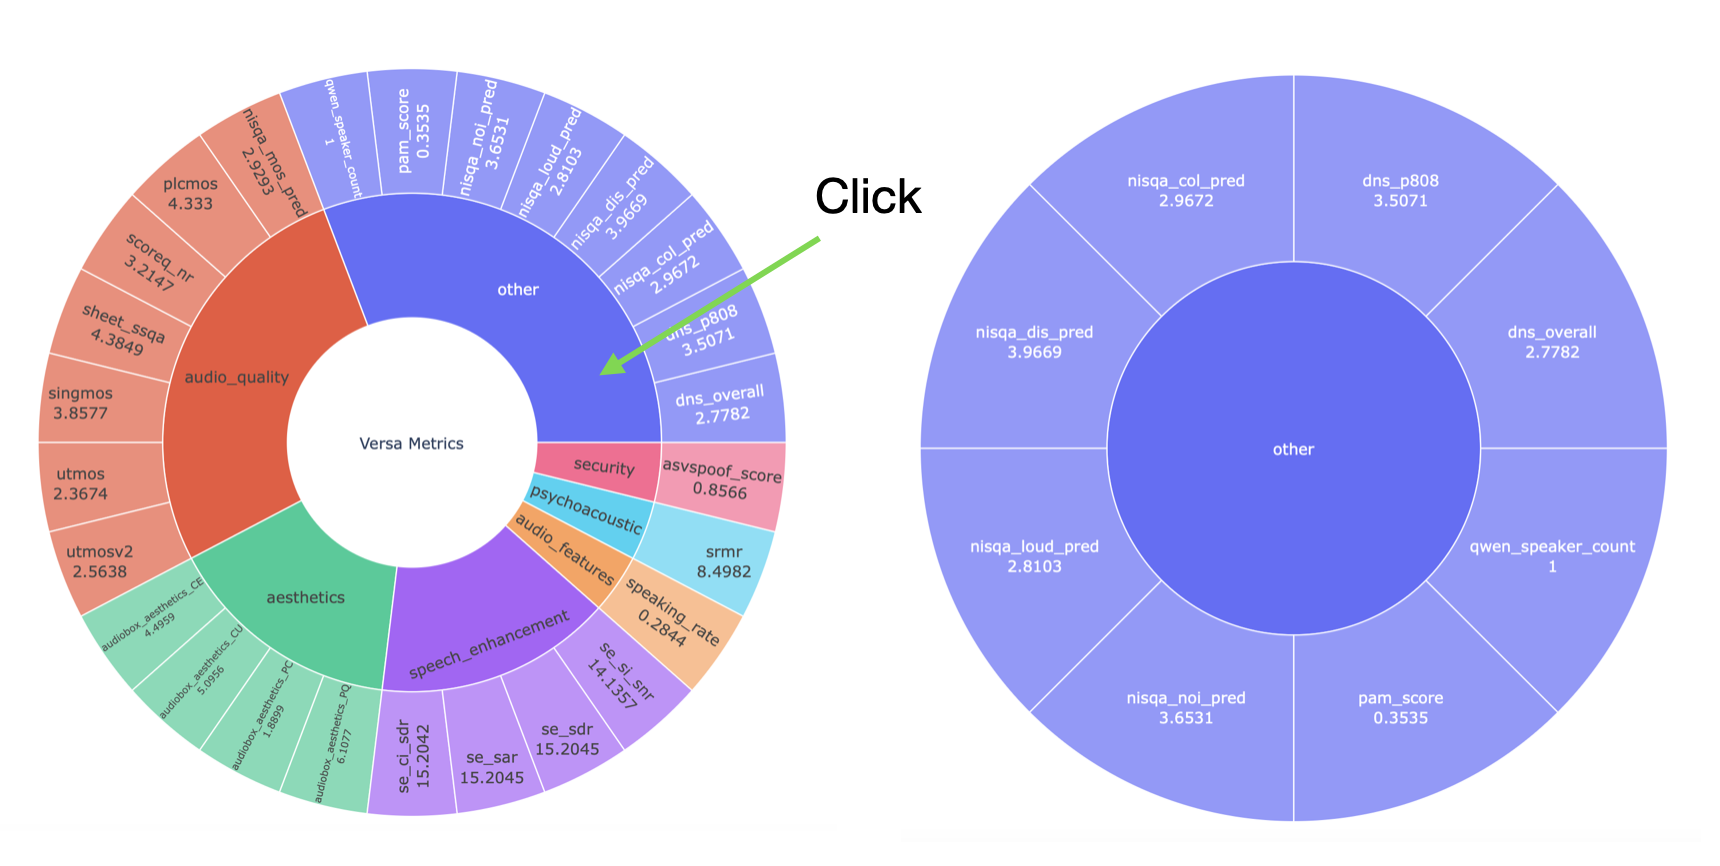 qwen_speaker_count
1
pam_score
0.3535
nisqa_noi_pred
3.6531
nisqa_loud_pred
2.8103
nisqa_dis_pred
3.9669
nisqa_col_pred
2.9672
dns_p808
3.5071
dns_overall
2.7782
other
nisqa_mos_pred
2.9293
plcmos
4.333
scoreq_nr
3.2147
sheet_ssqa
4.3849
singmos
3.8577
utmos
2.3674
utmosv2
2.5638
audio_quality
Versa Metrics
security
asvspoof_score
0.8566
psychoacoustic
srmr
8.4982
audio_features
speaking_rate
0.2844
aesthetics
audiobox_aesthetics_CE
4.4959
audiobox_aesthetics_CU
5.0956
audiobox_aesthetics_PC
1.8899
audiobox_aesthetics_PQ
6.1077
speech_enhancement
se_ci_sdr
15.2042
se_sar
15.2045
se_sdr
15.2045
se_si_snr
14.1357
Click
nisqa_col_pred
2.9672
dns_p808
3.5071
nisqa_dis_pred
3.9669
dns_overall
2.7782
other
nisqa_loud_pred
2.8103
qwen_speaker_count
1
nisqa_noi_pred
3.6531
pam_score
0.3535